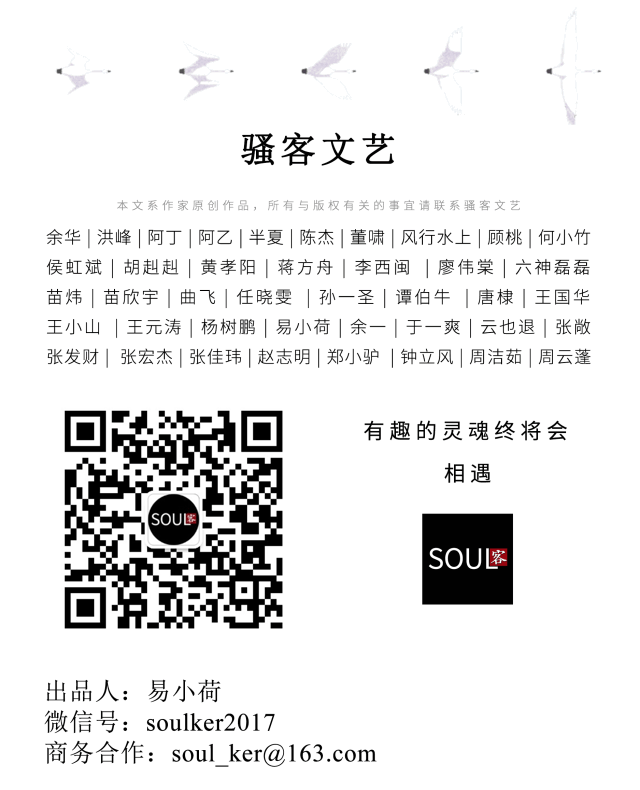 骚客文艺
本文系作家原创作品，所有与版权有关的事宜请联系骚客文艺
余华 | 洪峰 | 阿丁 | 阿乙 | 半夏 | 陈杰 | 董啸 | 风行水上 | 顾桃 | 何小竹
侯虹斌 | 胡赳赳 | 黄孝阳 | 蒋方舟 | 李西闽 | 廖伟棠 | 六神磊磊
苗炜 | 苗欣宇 | 曲飞 | 任晓雯 | 孙一圣 | 谭伯牛 | 唐棣 | 王国华
王小山 | 王元涛 | 杨树鹏 | 易小荷 | 余一 | 于一爽 | 云也退 | 张敞
张发财 | 张宏杰 | 张佳玮 | 赵志明 | 郑小驴 | 钟立风 | 周洁茹 | 周云蓬
有趣的灵魂终将会
相遇
SOUL客
SOUL客
出品人：易小荷
微信号：soulker2017
商务合作：soul_ker@163.com